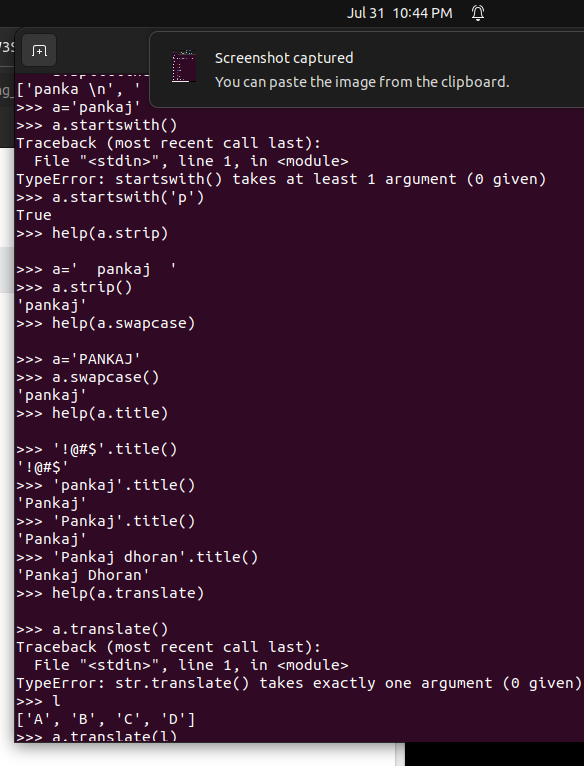 Jul 31 10:44 PM
Screenshot captured
You can paste the image from the clipboard.
['panka \n', '
>>> a='pankaj'
>>> a.startswith()
Traceback (most recent call last):
  File "<stdin>", line 1, in <module>
TypeError: startswith() takes at least 1 argument (0 given)
>>> a.startswith('p')
True
>>> help(a.strip)

>>> a='  pankaj  '
>>> a.strip()
'pankaj'
>>> help(a.swapcase)

>>> a='PANKAJ'
>>> a.swapcase()
'pankaj'
>>> help(a.title)

>>> '!@#$'.title()
'!@#$'
>>> 'pankaj'.title()
'Pankaj'
>>> 'Pankaj'.title()
'Pankaj'
>>> 'Pankaj dhoran'.title()
'Pankaj Dhoran'
>>> help(a.translate)

>>> a.translate()
Traceback (most recent call last):
  File "<stdin>", line 1, in <module>
TypeError: str.translate() takes exactly one argument (0 given)
>>> l
['A', 'B', 'C', 'D']
>>> a.translate(l)